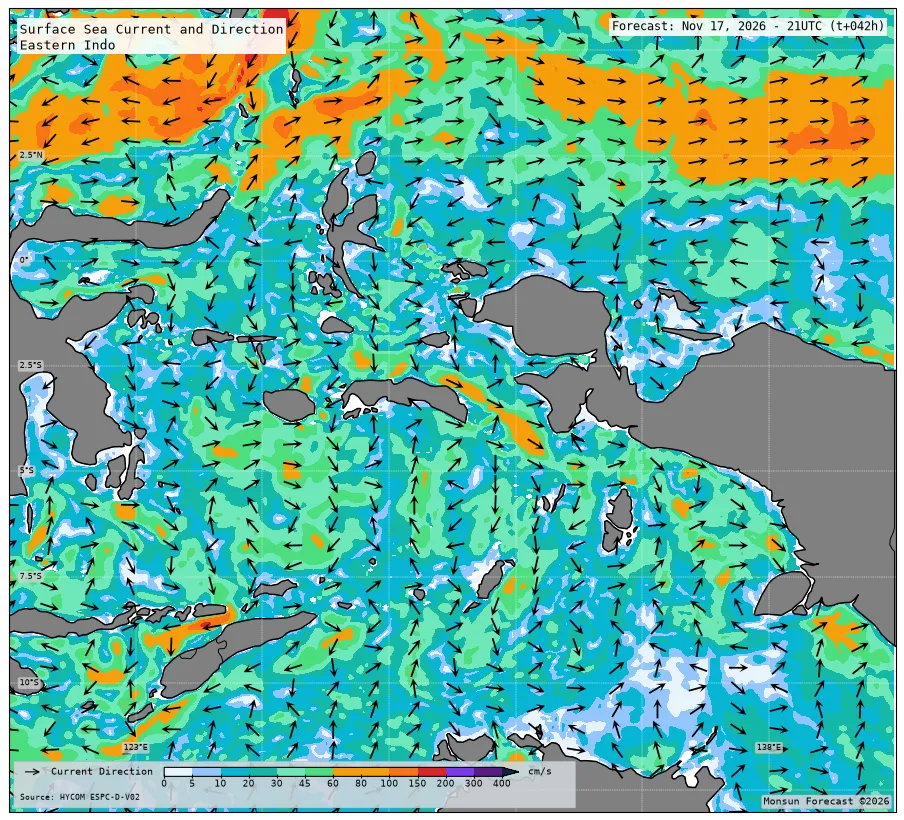 Surface Sea Current and Direction
Eastern Indo
Forecast: Nov 17, 2026 - 21UTC (t+042h)
2.5°N
0°
2.5°S
5°S
7.5°S
10°S
123°E
138°E
Current Direction
0 5 10 20 30 45 60 80 100 150 200 300 400
cm/s
Source: HYCOM ESPC-D-V02
Monsun Forecast ©2026